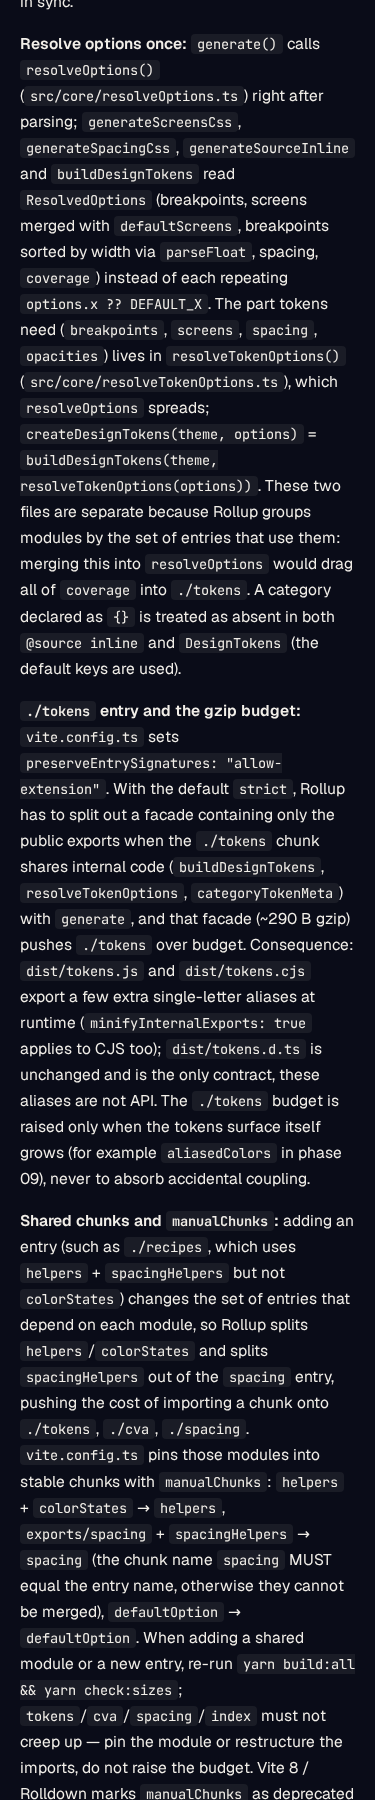 in sync.
Resolve options once: generate() calls
resolveOptions()
(src/core/resolveOptions.ts) right after
parsing; generateScreensCss,
generateSpacingCss, generateSourceInline
and buildDesignTokens read
ResolvedOptions (breakpoints, screens
merged with defaultScreens, breakpoints
sorted by width via parseFloat, spacing,
coverage) instead of each repeating
options.x ?? DEFAULT_X. The part tokens
need (breakpoints, screens, spacing,
opacities) lives in resolveTokenOptions()
(src/core/resolveTokenOptions.ts), which
resolveOptions spreads;
createDesignTokens(theme, options) =
buildDesignTokens(theme,
resolveTokenOptions(options)). These two
files are separate because Rollup groups
modules by the set of entries that use them:
merging this into resolveOptions would drag
all of coverage into ./tokens. A category
declared as {} is treated as absent in both
@source inline and DesignTokens (the
default keys are used).
./tokens entry and the gzip budget:
vite.config.ts sets
preserveEntrySignatures: "allow-
extension". With the default strict, Rollup
has to split out a facade containing only the
public exports when the ./tokens chunk
shares internal code (buildDesignTokens,
resolveTokenOptions, categoryTokenMeta)
with generate, and that facade (~290 B gzip)
pushes ./tokens over budget. Consequence:
dist/tokens.js and dist/tokens.cjs
export a few extra single-letter aliases at
runtime (minifyInternalExports: true
applies to CJS too); dist/tokens.d.ts is
unchanged and is the only contract, these
aliases are not API. The ./tokens budget is
raised only when the tokens surface itself
grows (for example aliasedColors in phase
09), never to absorb accidental coupling.
Shared chunks and manualChunks: adding an
entry (such as ./recipes, which uses
helpers + spacingHelpers but not
colorStates) changes the set of entries that
depend on each module, so Rollup splits
helpers/colorStates and splits
spacingHelpers out of the spacing entry,
pushing the cost of importing a chunk onto
./tokens, ./cva, ./spacing.
vite.config.ts pins those modules into
stable chunks with manualChunks: helpers
+ colorStates → helpers,
exports/spacing + spacingHelpers →
spacing (the chunk name spacing MUST
equal the entry name, otherwise they cannot
be merged), defaultOption →
defaultOption. When adding a shared
module or a new entry, re-run yarn build:all
&& yarn check:sizes;
tokens/cva/spacing/index must not
creep up — pin the module or restructure the
imports, do not raise the budget. Vite 8 /
Rolldown marks manualChunks as deprecated